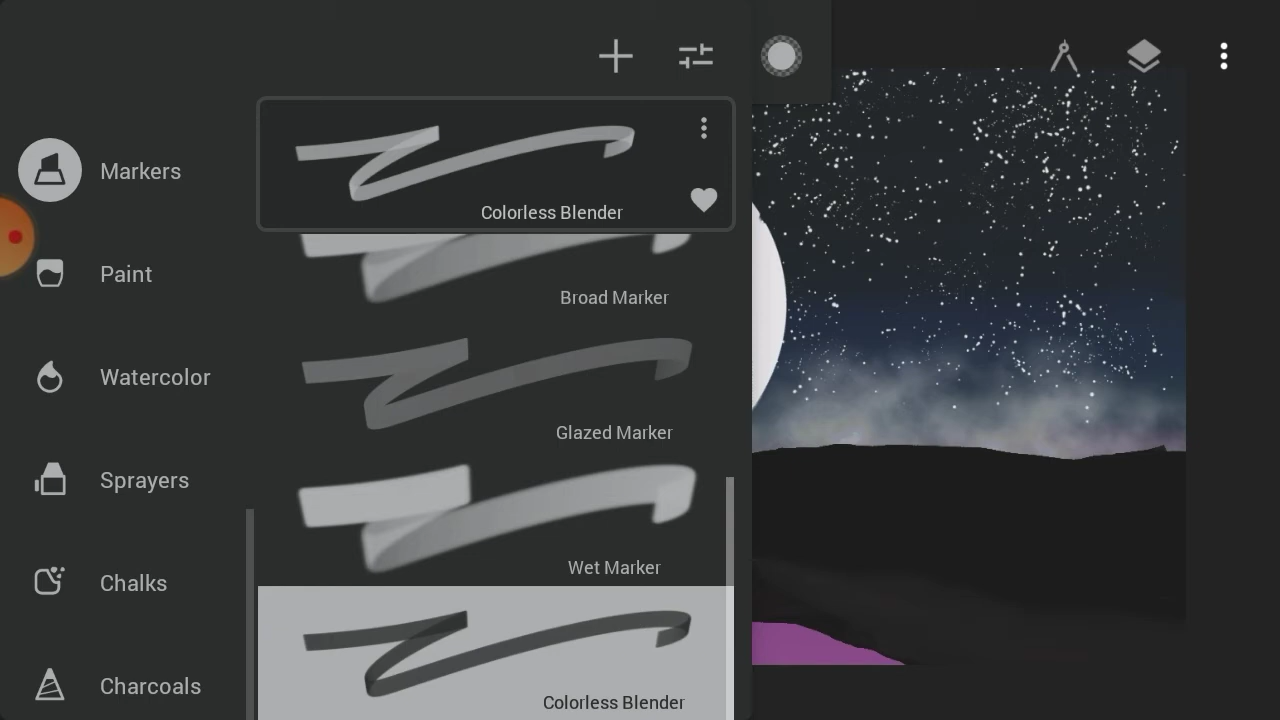 Markers
Paint
Watercolor
Sprayers
Chalks
Charcoals
Colorless Blender
Broad Marker
Glazed Marker
Wet Marker
Colorless Blender